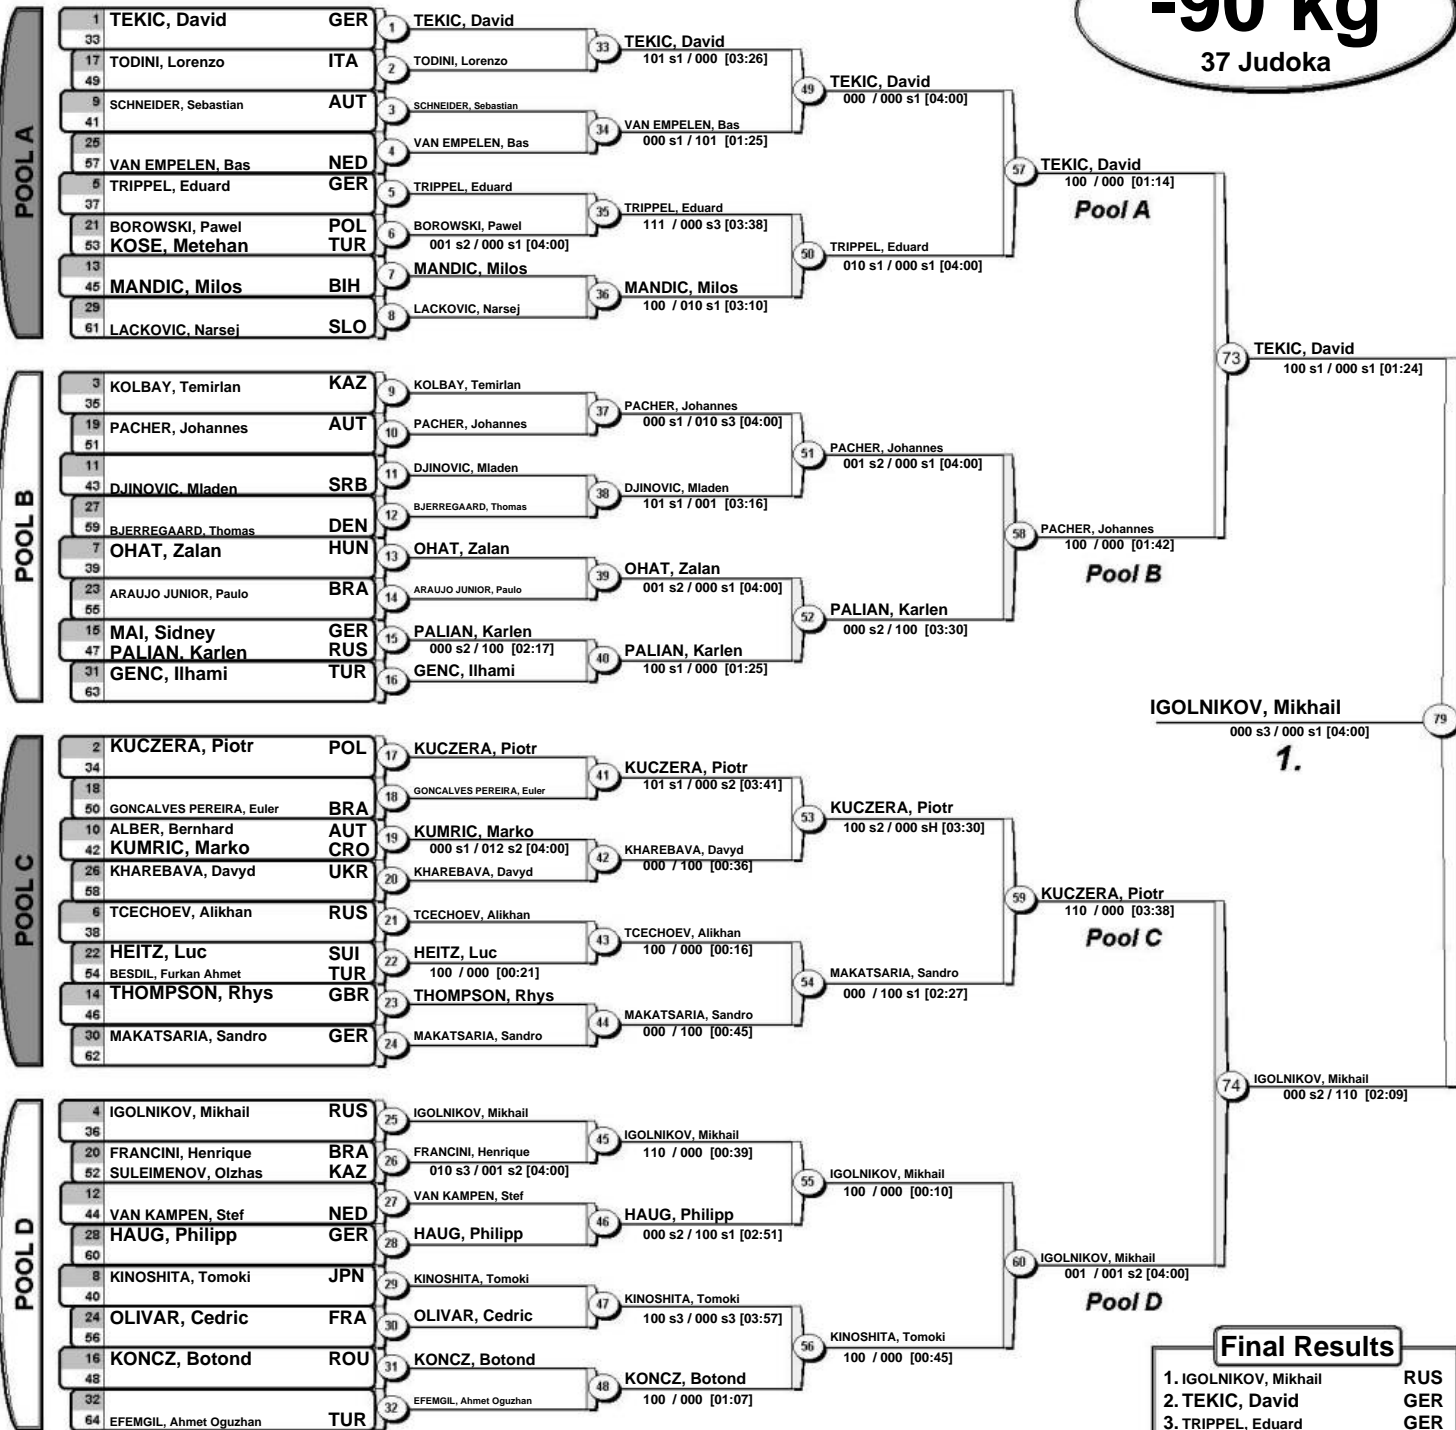 -90 kg
37 Judoka
POOL A
1 TEKIC, David GER
33
17 TODINI, Lorenzo ITA
49
9 SCHNEIDER, Sebastian AUT
41
25
57 VAN EMPELEN, Bas NED
5 TRIPPEL, Eduard GER
37
21 BOROWSKI, Pawel POL
53 KOSE, Metehan TUR
13
45 MANDIC, Milos BIH
29
61 LACKOVIC, Narsej SLO
1 TEKIC, David
2 TODINI, Lorenzo
3 SCHNEIDER, Sebastian
4 VAN EMPELEN, Bas
5 TRIPPEL, Eduard
6 BOROWSKI, Pawel
001 s2 / 000 s1 [04:00]
7 MANDIC, Milos
8 LACKOVIC, Narsej
33 TEKIC, David
101 s1 / 000 [03:26]
34 VAN EMPELEN, Bas
000 s1 / 101 [01:25]
35 TRIPPEL, Eduard
111 / 000 s3 [03:38]
36 MANDIC, Milos
100 / 010 s1 [03:10]
49 TEKIC, David
000 / 000 s1 [04:00]
50 TRIPPEL, Eduard
010 s1 / 000 s1 [04:00]
57 TEKIC, David
100 / 000 [01:14]
Pool A
POOL B
3 KOLBAY, Temirlan KAZ
35
19 PACHER, Johannes AUT
51
11
43 DJINOVIC, Mladen SRB
27
59 BJERREGAARD, Thomas DEN
7 OHAT, Zalan HUN
39
23 ARAUJO JUNIOR, Paulo BRA
55
15 MAI, Sidney GER
47 PALIAN, Karlen RUS
31 GENC, Ilhami TUR
63
9 KOLBAY, Temirlan
10 PACHER, Johannes
11 DJINOVIC, Mladen
12 BJERREGAARD, Thomas
13 OHAT, Zalan
14 ARAUJO JUNIOR, Paulo
15 PALIAN, Karlen
000 s2 / 100 [02:17]
16 GENC, Ilhami
37 PACHER, Johannes
000 s1 / 010 s3 [04:00]
38 DJINOVIC, Mladen
101 s1 / 001 [03:16]
39 OHAT, Zalan
001 s2 / 000 s1 [04:00]
40 PALIAN, Karlen
100 s1 / 000 [01:25]
51 PACHER, Johannes
001 s2 / 000 s1 [04:00]
52 PALIAN, Karlen
000 s2 / 100 [03:30]
58 PACHER, Johannes
100 / 000 [01:42]
Pool B
73 TEKIC, David
100 s1 / 000 s1 [01:24]
IGOLNIKOV, Mikhail 79
000 s3 / 000 s1 [04:00]
1.
POOL C
2 KUCZERA, Piotr POL
34
18
50 GONCALVES PEREIRA, Euler BRA
10 ALBER, Bernhard AUT
42 KUMRIC, Marko CRO
26 KHAREBAVA, Davyd UKR
58
6 TCECHOEV, Alikhan RUS
38
22 HEITZ, Luc SUI
54 BESDIL, Furkan Ahmet TUR
14 THOMPSON, Rhys GBR
46
30 MAKATSARIA, Sandro GER
62
17 KUCZERA, Piotr
18 GONCALVES PEREIRA, Euler
19 KUMRIC, Marko
000 s1 / 012 s2 [04:00]
20 KHAREBAVA, Davyd
21 TCECHOEV, Alikhan
22 HEITZ, Luc
100 / 000 [00:21]
23 THOMPSON, Rhys
24 MAKATSARIA, Sandro
41 KUCZERA, Piotr
101 s1 / 000 s2 [03:41]
42 KHAREBAVA, Davyd
000 / 100 [00:36]
43 TCECHOEV, Alikhan
100 / 000 [00:16]
44 MAKATSARIA, Sandro
000 / 100 [00:45]
53 KUCZERA, Piotr
100 s2 / 000 sH [03:30]
54 MAKATSARIA, Sandro
000 / 100 s1 [02:27]
59 KUCZERA, Piotr
110 / 000 [03:38]
Pool C
POOL D
4 IGOLNIKOV, Mikhail RUS
36
20 FRANCINI, Henrique BRA
52 SULEIMENOV, Olzhas KAZ
12
44 VAN KAMPEN, Stef NED
28 HAUG, Philipp GER
60
8 KINOSHITA, Tomoki JPN
40
24 OLIVAR, Cedric FRA
56
16 KONCZ, Botond ROU
48
32
64 EFEMGIL, Ahmet Oguzhan TUR
25 IGOLNIKOV, Mikhail
26 FRANCINI, Henrique
010 s3 / 001 s2 [04:00]
27 VAN KAMPEN, Stef
28 HAUG, Philipp
29 KINOSHITA, Tomoki
30 OLIVAR, Cedric
31 KONCZ, Botond
32 EFEMGIL, Ahmet Oguzhan
45 IGOLNIKOV, Mikhail
110 / 000 [00:39]
46 HAUG, Philipp
000 s2 / 100 s1 [02:51]
47 KINOSHITA, Tomoki
100 s3 / 000 s3 [03:57]
48 KONCZ, Botond
100 / 000 [01:07]
55 IGOLNIKOV, Mikhail
100 / 000 [00:10]
56 KINOSHITA, Tomoki
100 / 000 [00:45]
60 IGOLNIKOV, Mikhail
001 / 001 s2 [04:00]
Pool D
74 IGOLNIKOV, Mikhail
000 s2 / 110 [02:09]
Final Results
1. IGOLNIKOV, Mikhail RUS
2. TEKIC, David GER
3. TRIPPEL, Eduard GER